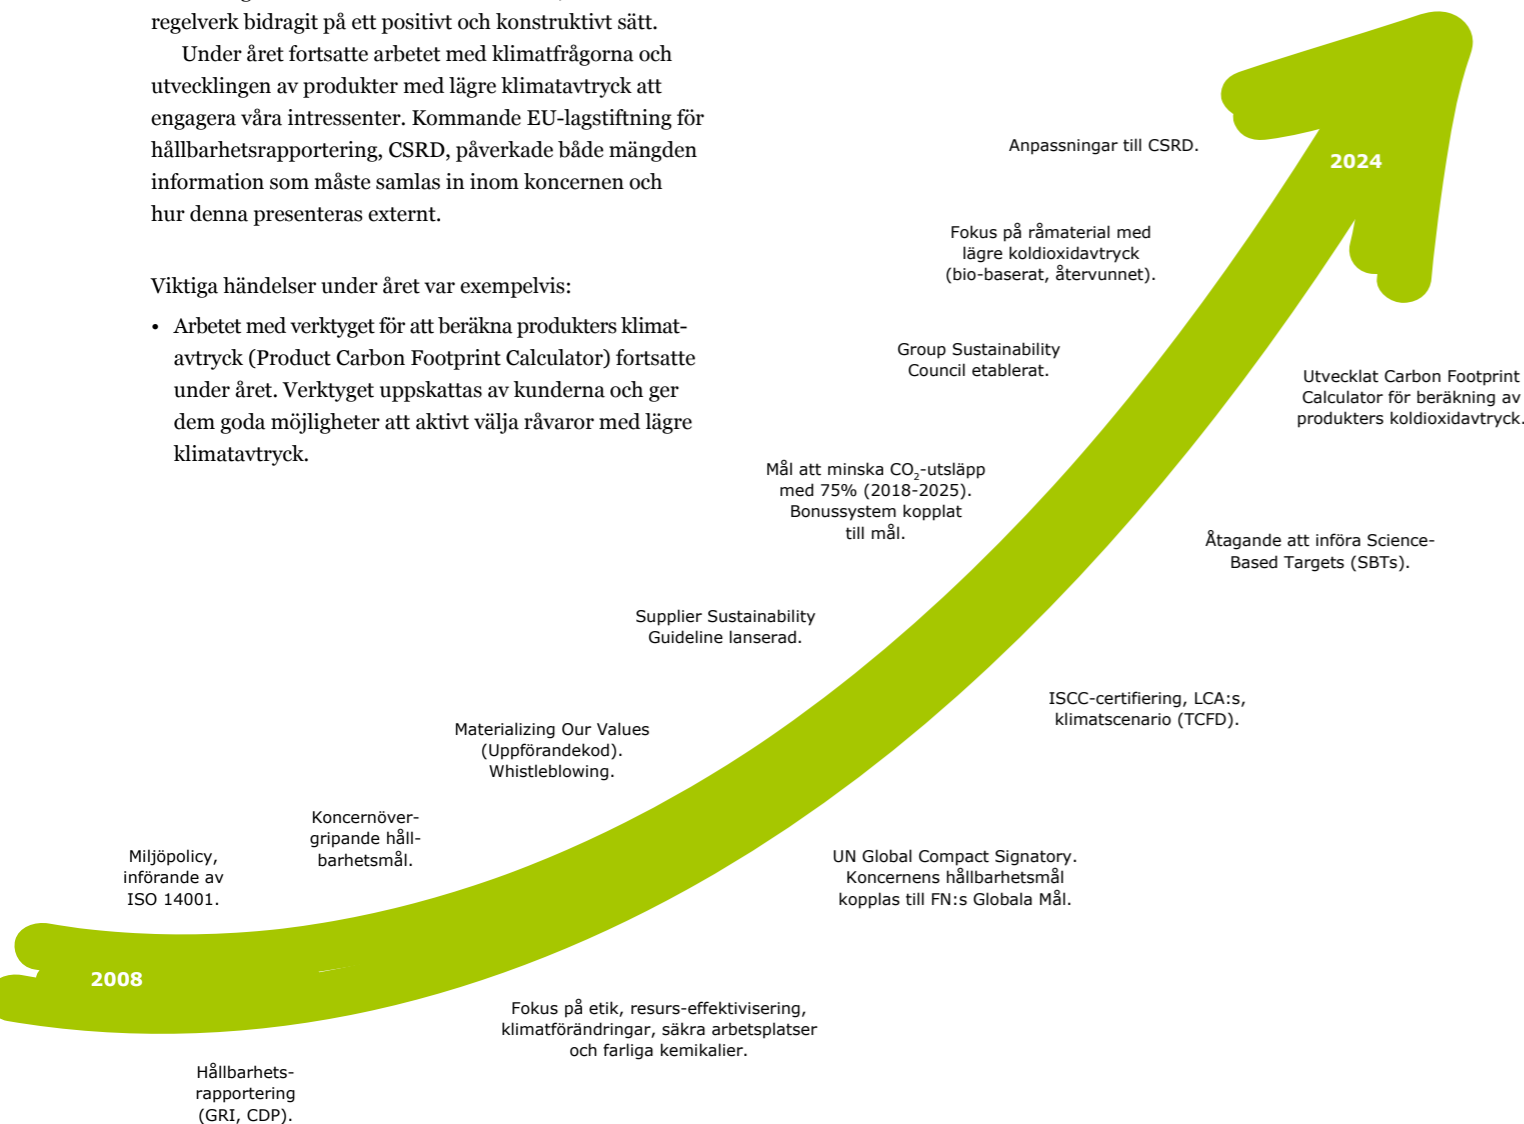 regelverk bidragit på ett positivt och konstruktivt sätt.
Under året fortsatte arbetet med klimatfrågorna och
utvecklingen av produkter med lägre klimatavtryck att
engagera våra intressenter. Kommande EU-lagstiftning för
hållbarhetsrapportering, CSRD, påverkade både mängden
information som måste samlas in inom koncernen och
hur denna presenteras externt.
Viktiga händelser under året var exempelvis:
• Arbetet med verktyget för att beräkna produkters klimat-
avtryck (Product Carbon Footprint Calculator) fortsatte
under året. Verktyget uppskattas av kunderna och ger
dem goda möjligheter att aktivt välja råvaror med lägre
klimatavtryck.
2008
Miljöpolicy,
införande av
ISO 14001.
Hållbarhets-
rapportering
(GRI, CDP).
Koncernöver-
gripande håll-
barhetsmål.
Materializing Our Values
(Uppförandekod).
Whistleblowing.
Fokus på etik, resurs-effektivisering,
klimatförändringar, säkra arbetsplatser
och farliga kemikalier.
Supplier Sustainability
Guideline lanserad.
UN Global Compact Signatory.
Koncernens hållbarhetsmål
kopplas till FN:s Globala Mål.
Mål att minska CO₂-utsläpp
med 75% (2018-2025).
Bonussystem kopplat
till mål.
ISCC-certifiering, LCA:s,
klimatscenario (TCFD).
Group Sustainability
Council etablerat.
Åtagande att införa Science-
Based Targets (SBTs).
Fokus på råmaterial med
lägre koldioxidavtryck
(bio-baserat, återvunnet).
Utvecklat Carbon Footprint
Calculator för beräkning av
produkters koldioxidavtryck.
Anpassningar till CSRD.
2024